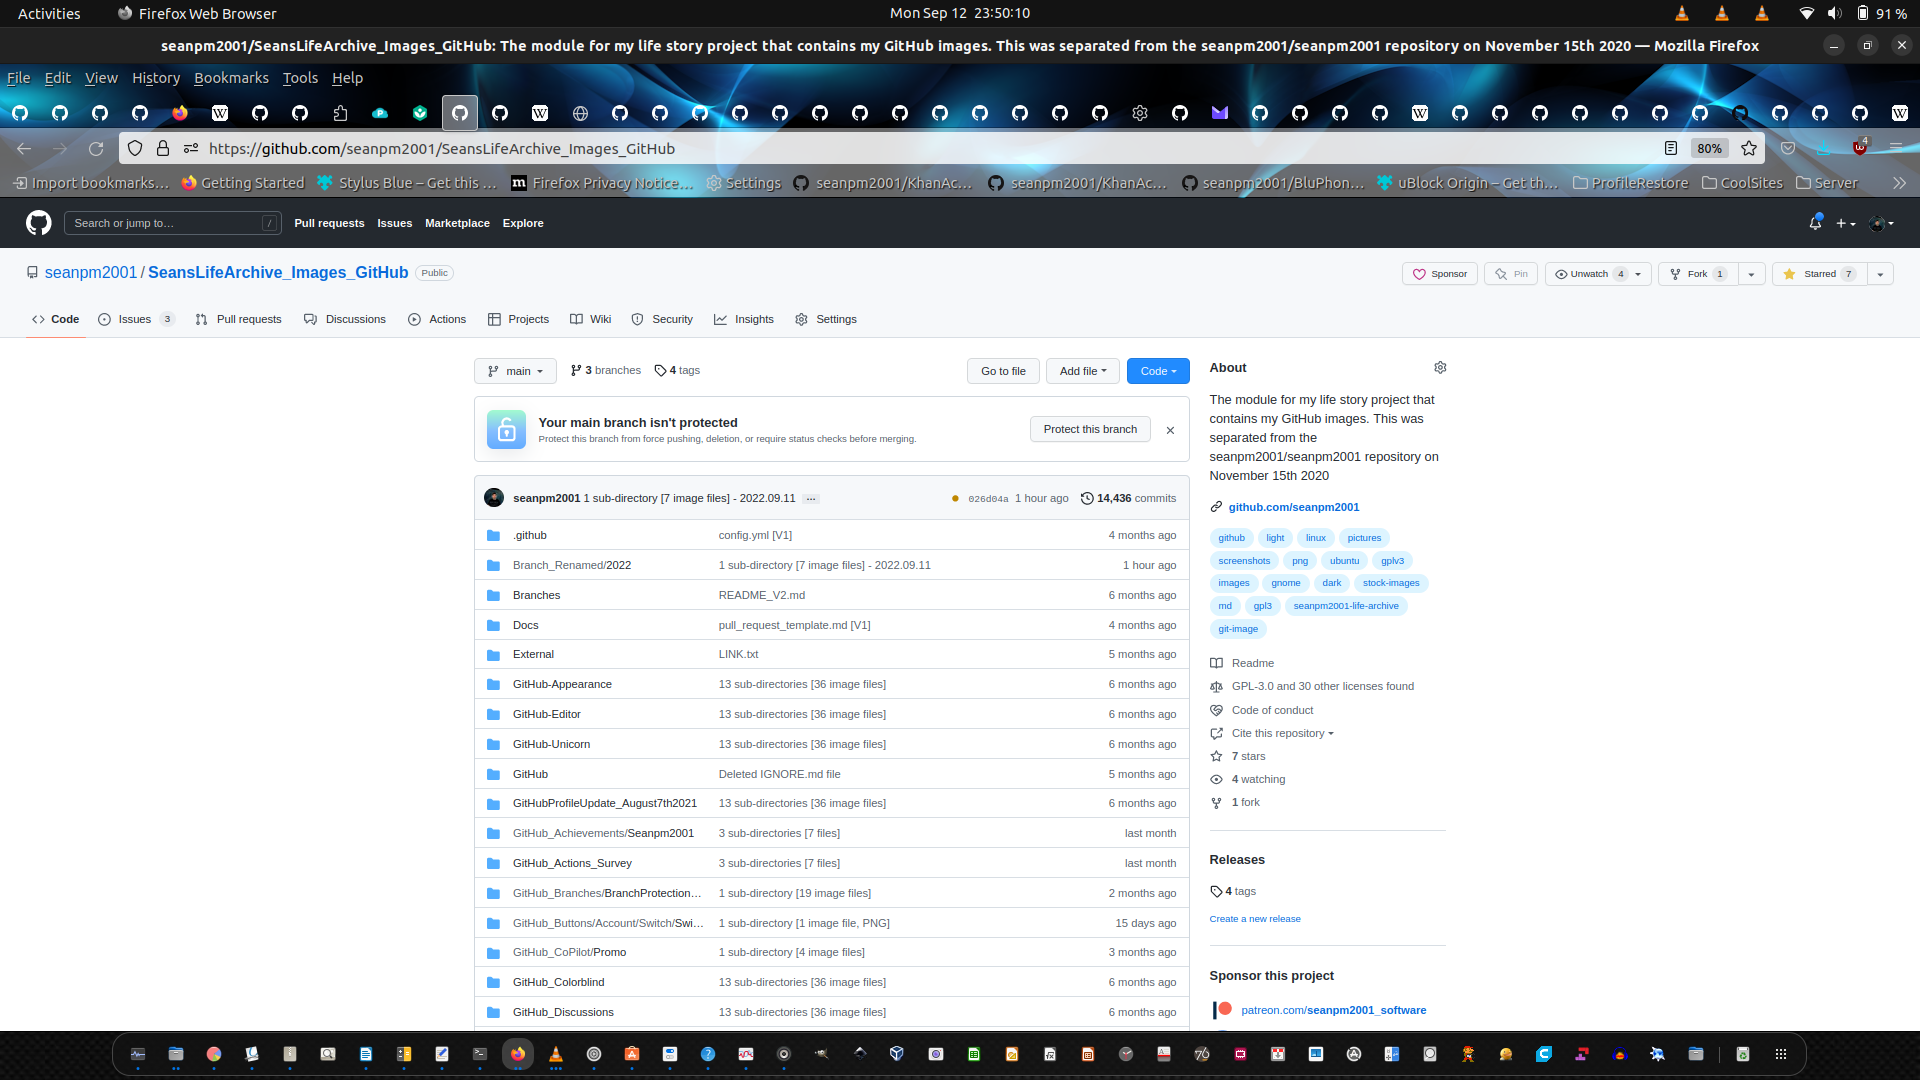 Activities Firefox Web Browser Mon Sep 12 23:50:10 91 %
seanpm2001/SeansLifeArchive_Images_GitHub: The module for my life story project that contains my GitHub images. This was separated from the seanpm2001/seanpm2001 repository on November 15th 2020 — Mozilla Firefox
File Edit View History Bookmarks Tools Help
https://github.com/seanpm2001/SeansLifeArchive_Images_GitHub 80% 4
Import bookmarks… Getting Started Stylus Blue – Get this … Firefox Privacy Notice… Settings seanpm2001/KhanAc… seanpm2001/KhanAc… seanpm2001/BluPhon… uBlock Origin – Get th… ProfileRestore CoolSites Server
Search or jump to… / Pull requests Issues Marketplace Explore
seanpm2001 / SeansLifeArchive_Images_GitHub Public Sponsor Pin Unwatch 4 Fork 1 Starred 7
Code Issues 3 Pull requests Discussions Actions Projects Wiki Security Insights Settings
main 3 branches 4 tags Go to file Add file Code
Your main branch isn't protected
Protect this branch from force pushing, deletion, or require status checks before merging.
Protect this branch
seanpm2001 1 sub-directory [7 image files] - 2022.09.11 … 026d04a 1 hour ago 14,436 commits
.github config.yml [V1] 4 months ago
Branch_Renamed/2022 1 sub-directory [7 image files] - 2022.09.11 1 hour ago
Branches README_V2.md 6 months ago
Docs pull_request_template.md [V1] 4 months ago
External LINK.txt 5 months ago
GitHub-Appearance 13 sub-directories [36 image files] 6 months ago
GitHub-Editor 13 sub-directories [36 image files] 6 months ago
GitHub-Unicorn 13 sub-directories [36 image files] 6 months ago
GitHub Deleted IGNORE.md file 5 months ago
GitHubProfileUpdate_August7th2021 13 sub-directories [36 image files] 6 months ago
GitHub_Achievements/Seanpm2001 3 sub-directories [7 files] last month
GitHub_Actions_Survey 3 sub-directories [7 files] last month
GitHub_Branches/BranchProtection… 1 sub-directory [19 image files] 2 months ago
GitHub_Buttons/Account/Switch/Swi… 1 sub-directory [1 image file, PNG] 15 days ago
GitHub_CoPilot/Promo 1 sub-directory [4 image files] 3 months ago
GitHub_Colorblind 13 sub-directories [36 image files] 6 months ago
GitHub_Discussions 13 sub-directories [36 image files] 6 months ago
About
The module for my life story project that
contains my GitHub images. This was
separated from the
seanpm2001/seanpm2001 repository on
November 15th 2020
github.com/seanpm2001
github light linux pictures
screenshots png ubuntu gplv3
images gnome dark stock-images
md gpl3 seanpm2001-life-archive
git-image
Readme
GPL-3.0 and 30 other licenses found
Code of conduct
Cite this repository
7 stars
4 watching
1 fork
Releases
4 tags
Create a new release
Sponsor this project
patreon.com/seanpm2001_software